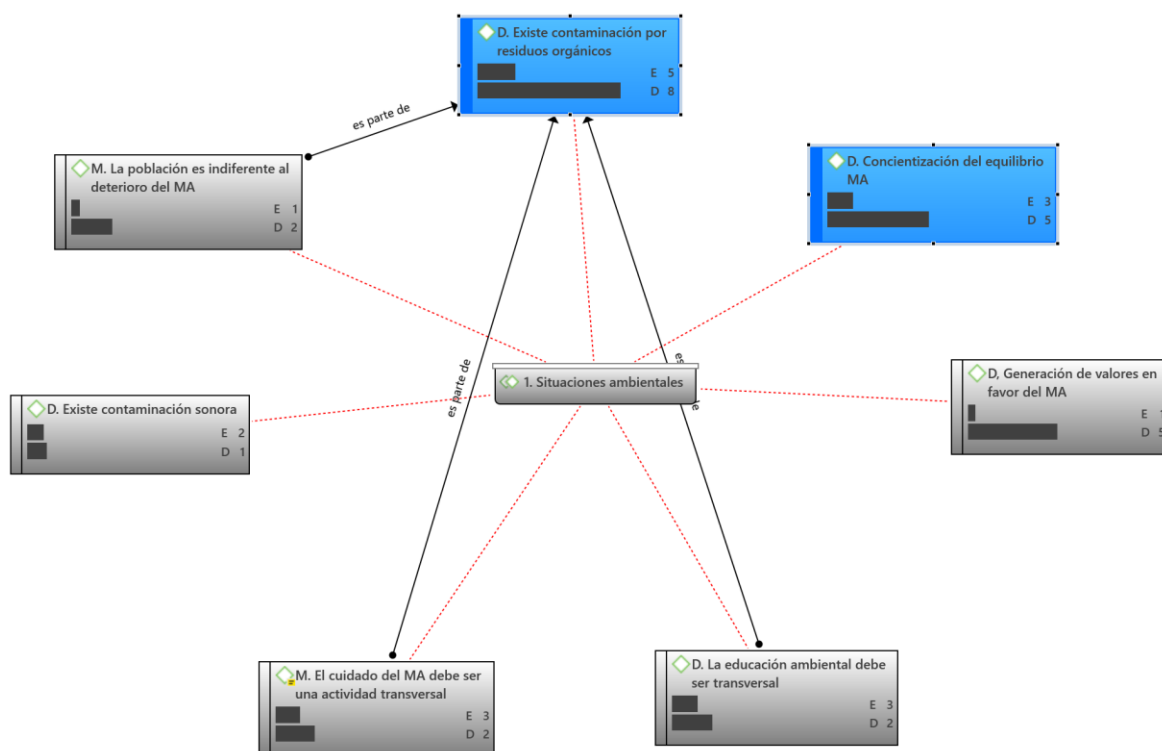 D. Existe contaminación por
residuos orgánicos
E 5
D 8
es parte de
M. La población es indiferente al
deterioro del MA
E 1
D 2
D. Concientización del equilibrio
MA
E 3
D 5
1. Situaciones ambientales
es parte de
D, Generación de valores en
favor del MA
E 1
D 5
D. Existe contaminación sonora
E 2
D 1
M. El cuidado del MA debe ser
una actividad transversal
E 3
D 2
D. La educación ambiental debe
ser transversal
E 3
D 2